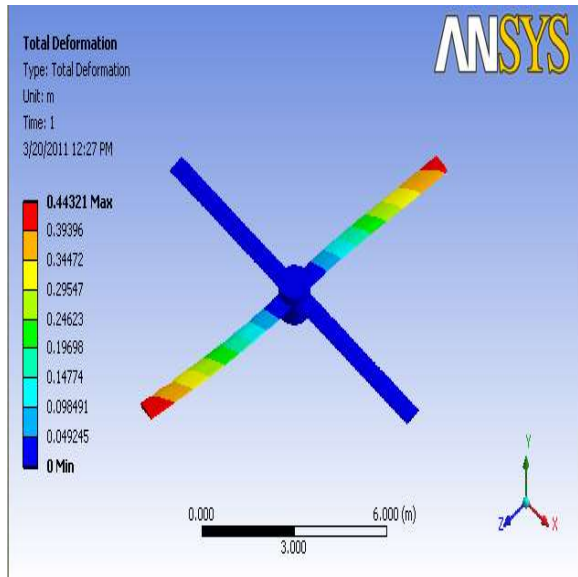 Total Deformation
Type: Total Deformation
Unit: m
Time: 1
3/20/2011 12:27 PM
ANSYS
0.44321 Max
0.39396
0.34472
0.29547
0.24623
0.19698
0.14774
0.098491
0.049245
0 Min
0.000
6.000 (m)
3.000
Y
Z
X